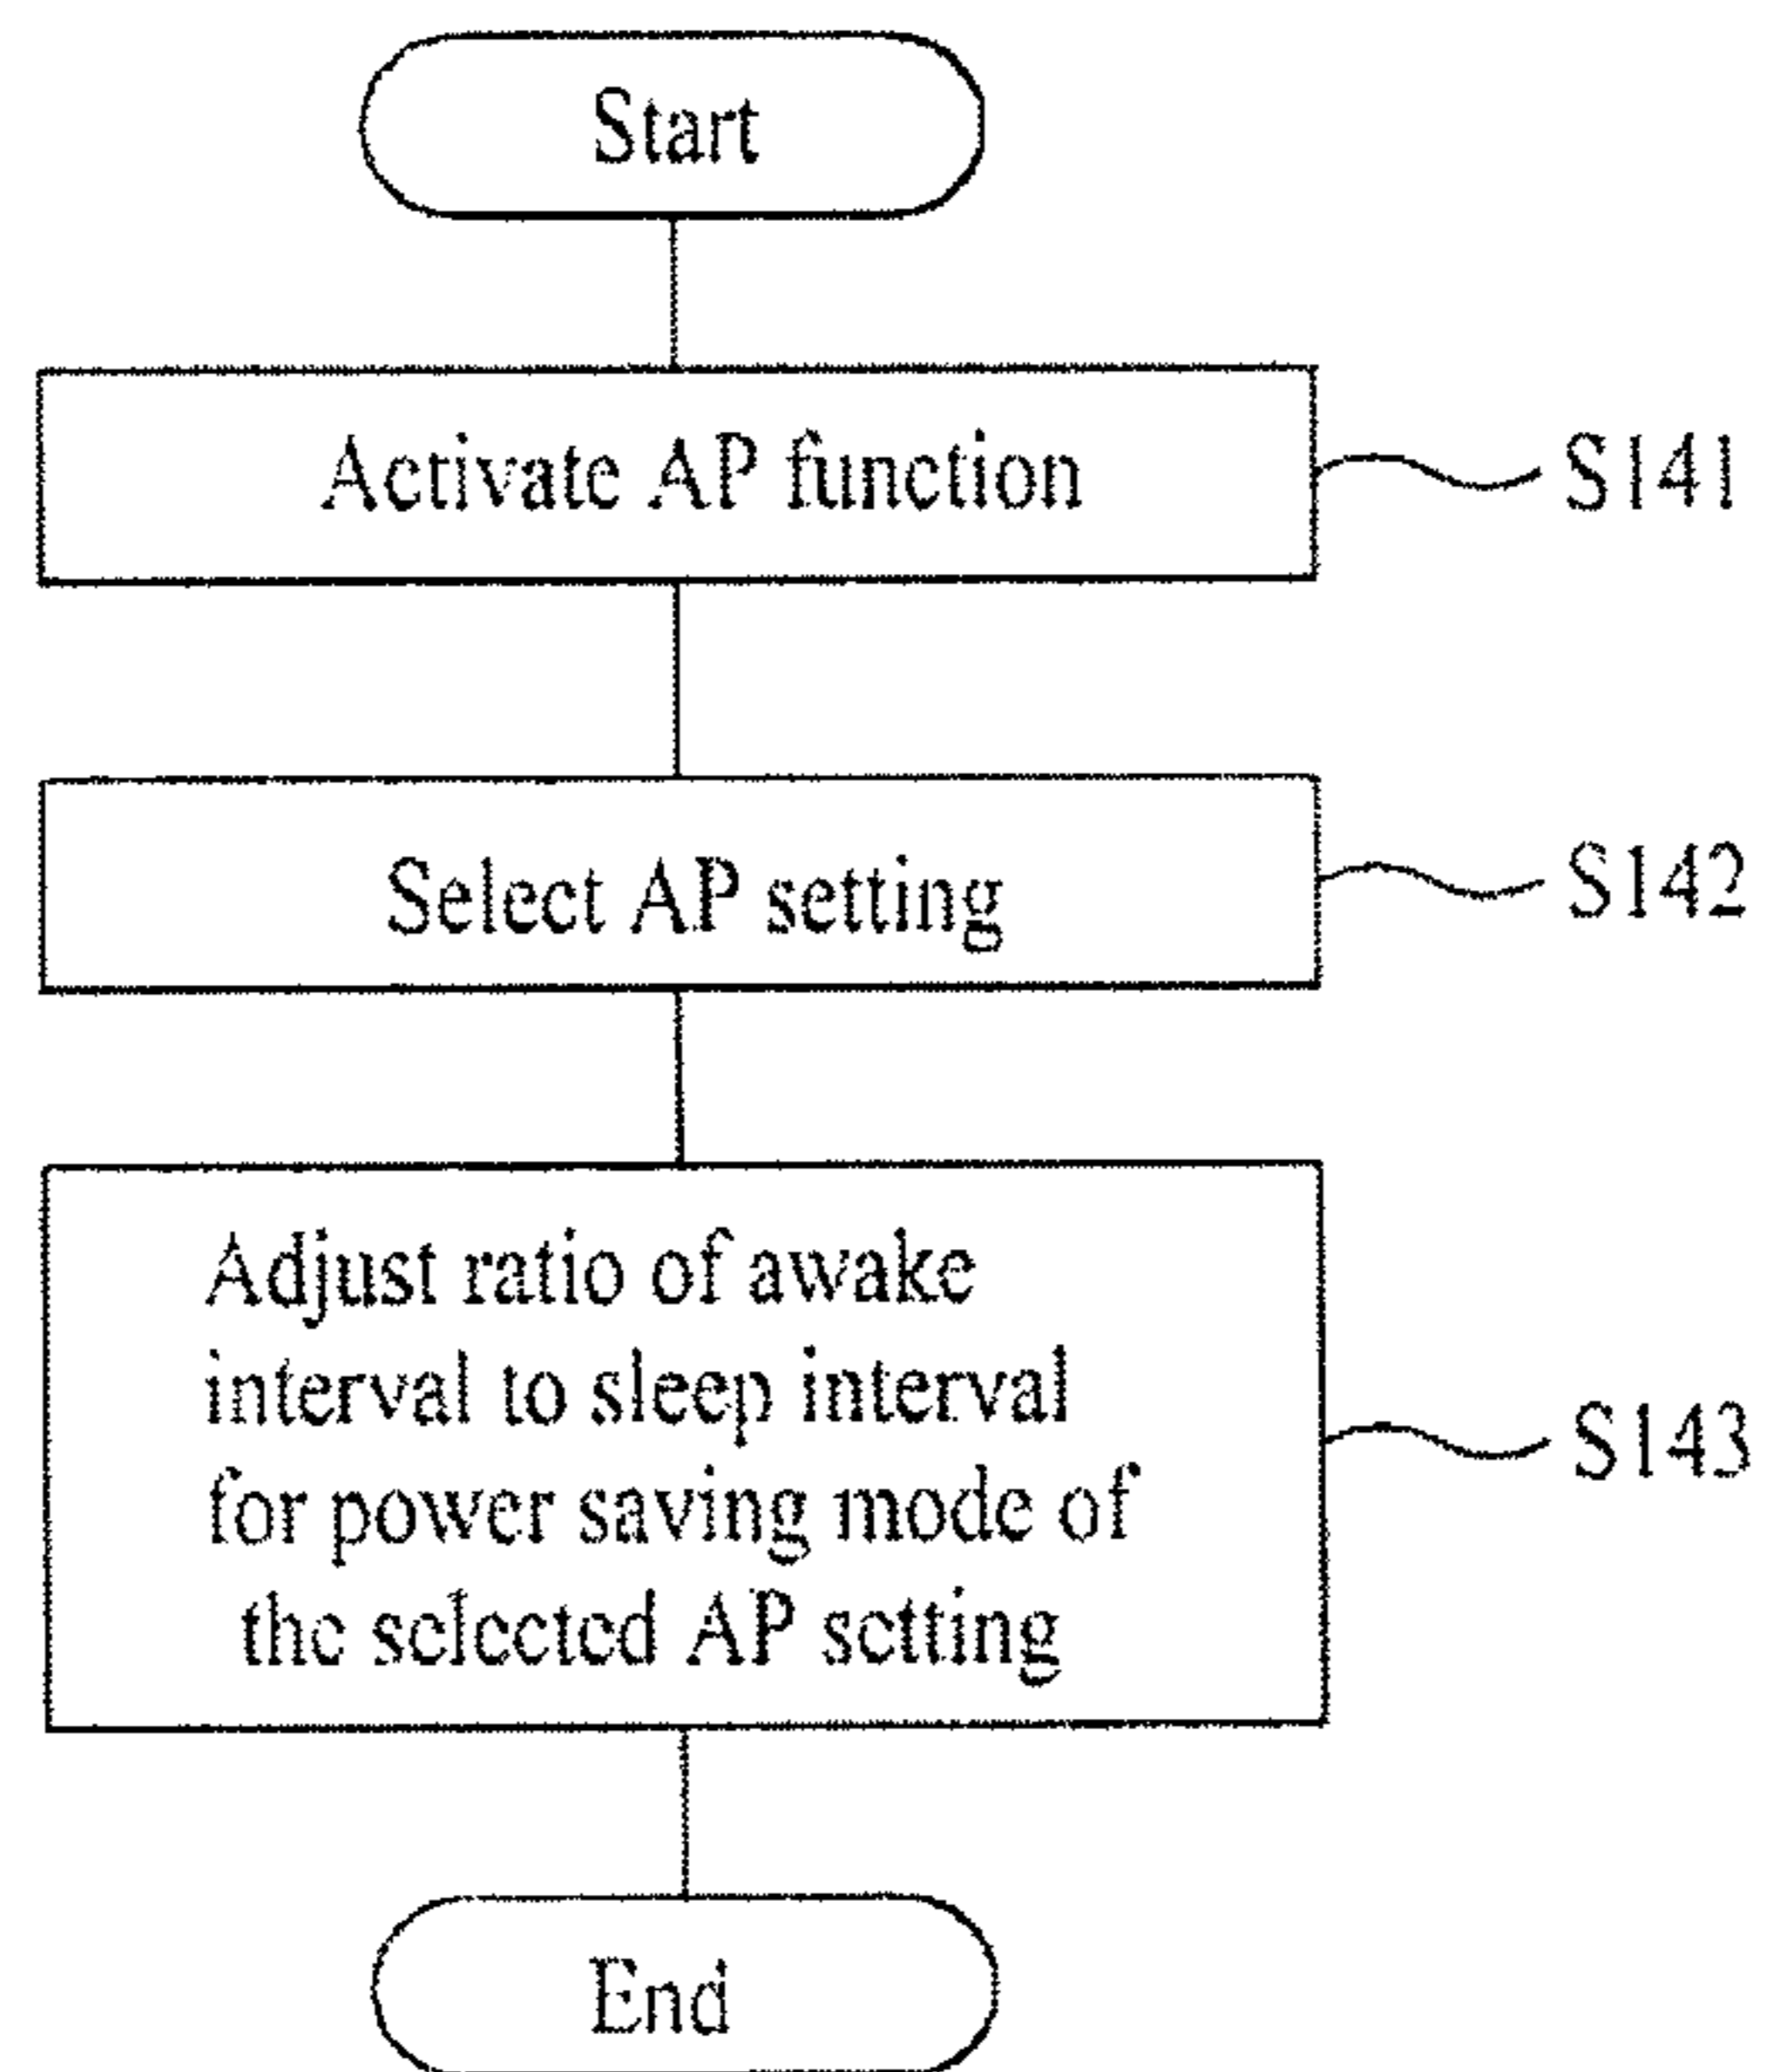 Start
Activate AP function
S141
Select AP setting
S142
Adjust ratio of awake
interval to sleep interval
for power saving mode of
the selected AP setting
S143
End